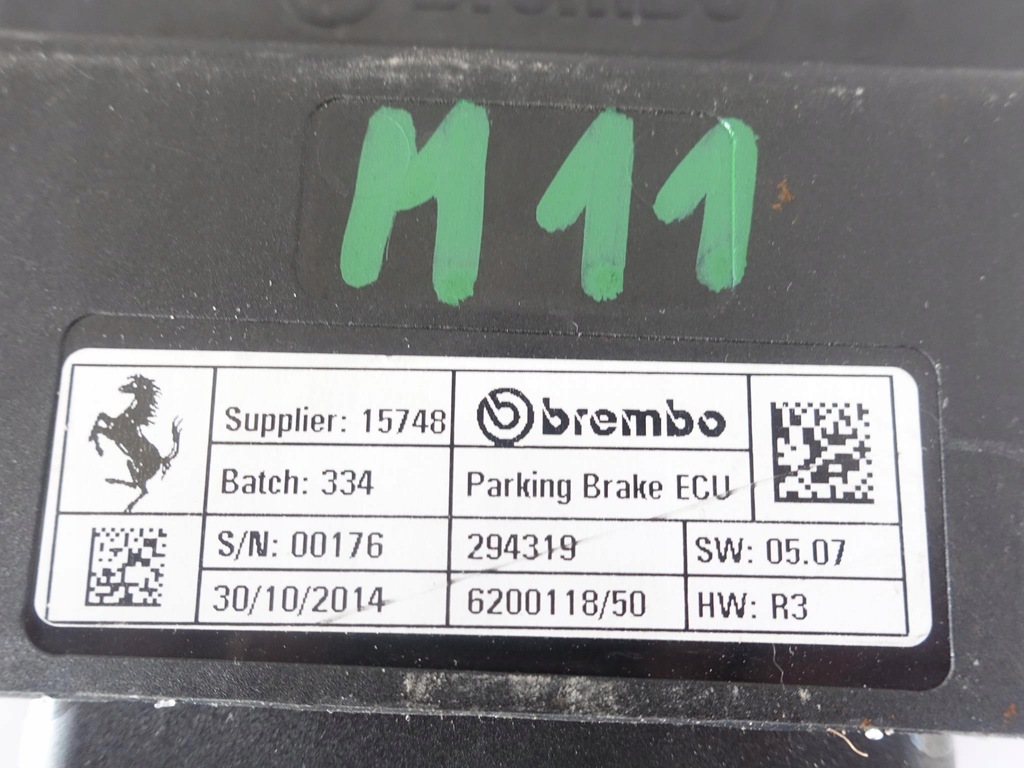 brembo
M11
Supplier: 15748
brembo
Batch: 334
Parking Brake ECU
S/N: 00176
294319
SW: 05.07
30/10/2014
6200118/50
HW: R3